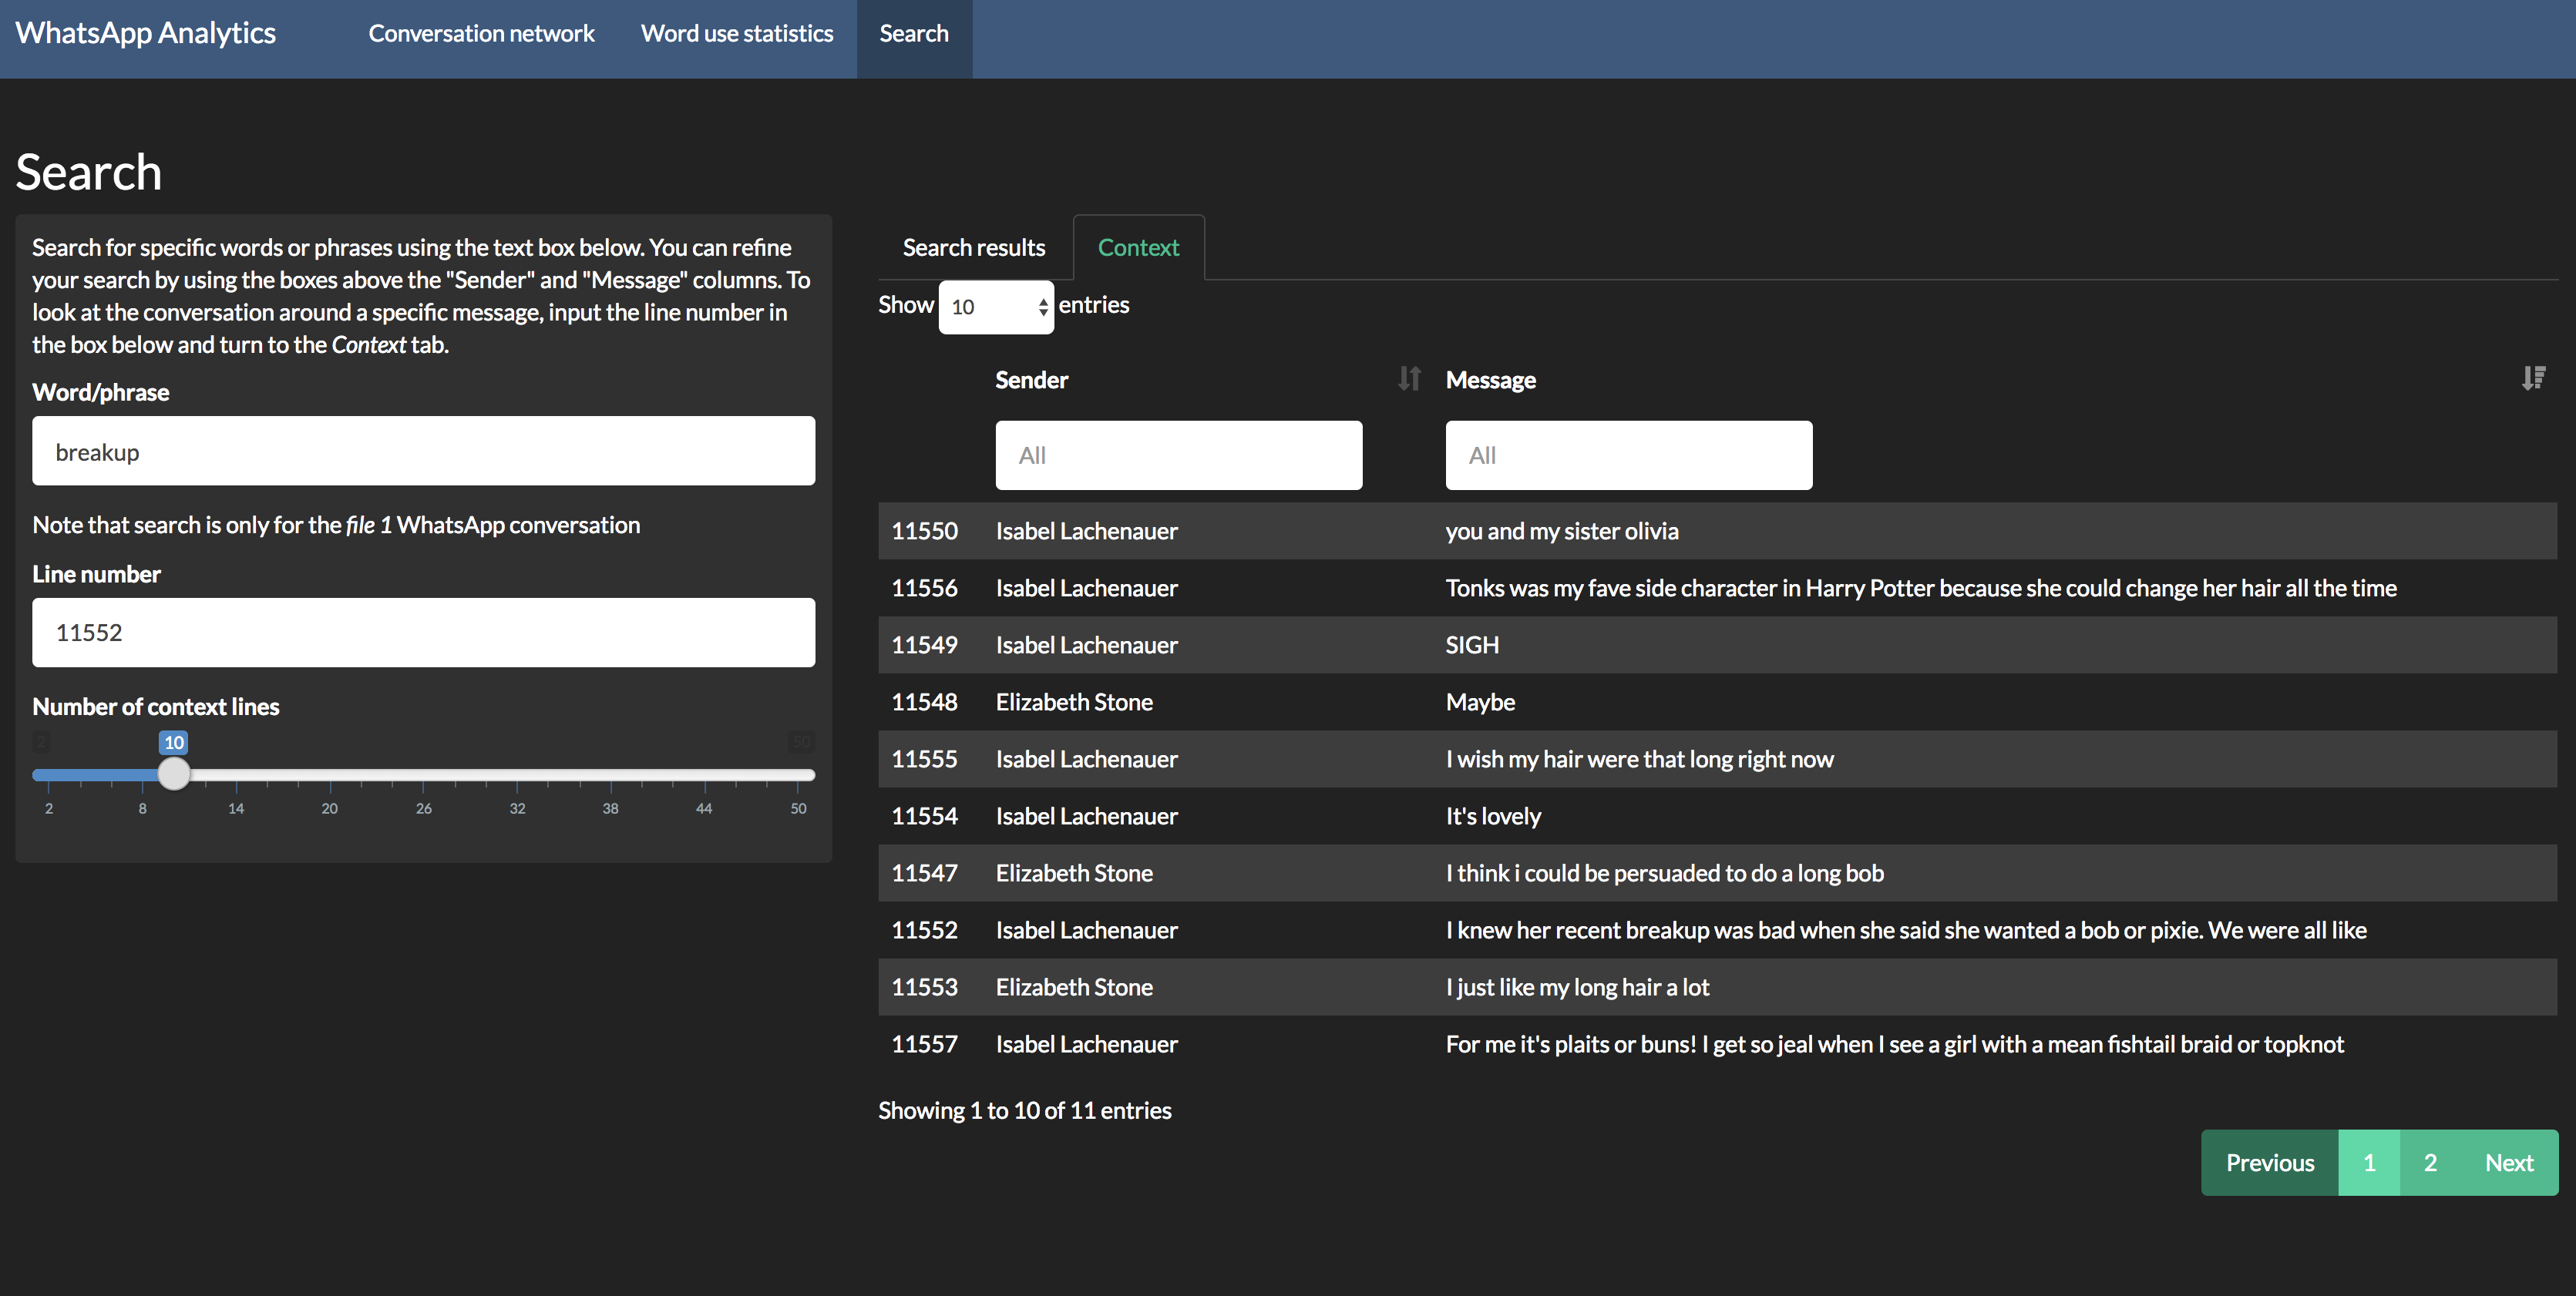 WhatsApp Analytics Conversation network Word use statistics Search
Search
Search for specific words or phrases using the text box below. You can refine
your search by using the boxes above the "Sender" and "Message" columns. To
look at the conversation around a specific message, input the line number in
the box below and turn to the Context tab.
Word/phrase
breakup
Note that search is only for the file 1 WhatsApp conversation
Line number
11552
Number of context lines
2 10 50
2 8 14 20 26 32 38 44 50
Search results Context
Show 10 entries
Sender Message
All All
11550 Isabel Lachenauer you and my sister olivia
11556 Isabel Lachenauer Tonks was my fave side character in Harry Potter because she could change her hair all the time
11549 Isabel Lachenauer SIGH
11548 Elizabeth Stone Maybe
11555 Isabel Lachenauer I wish my hair were that long right now
11554 Isabel Lachenauer It's lovely
11547 Elizabeth Stone I think i could be persuaded to do a long bob
11552 Isabel Lachenauer I knew her recent breakup was bad when she said she wanted a bob or pixie. We were all like
11553 Elizabeth Stone I just like my long hair a lot
11557 Isabel Lachenauer For me it's plaits or buns! I get so jeal when I see a girl with a mean fishtail braid or topknot
Showing 1 to 10 of 11 entries
Previous 1 2 Next